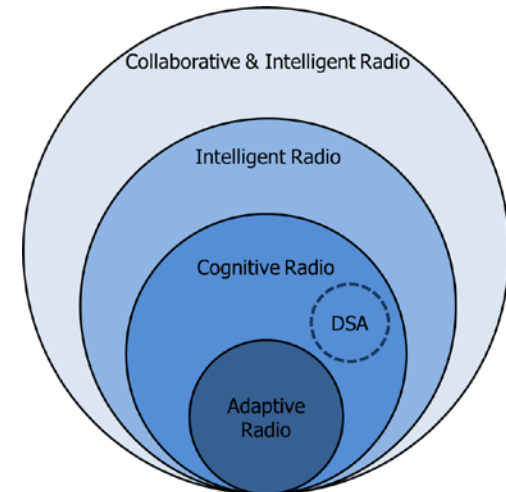 Collaborative & Intelligent Radio
Intelligent Radio
Cognitive Radio
DSA
Adaptive
Radio